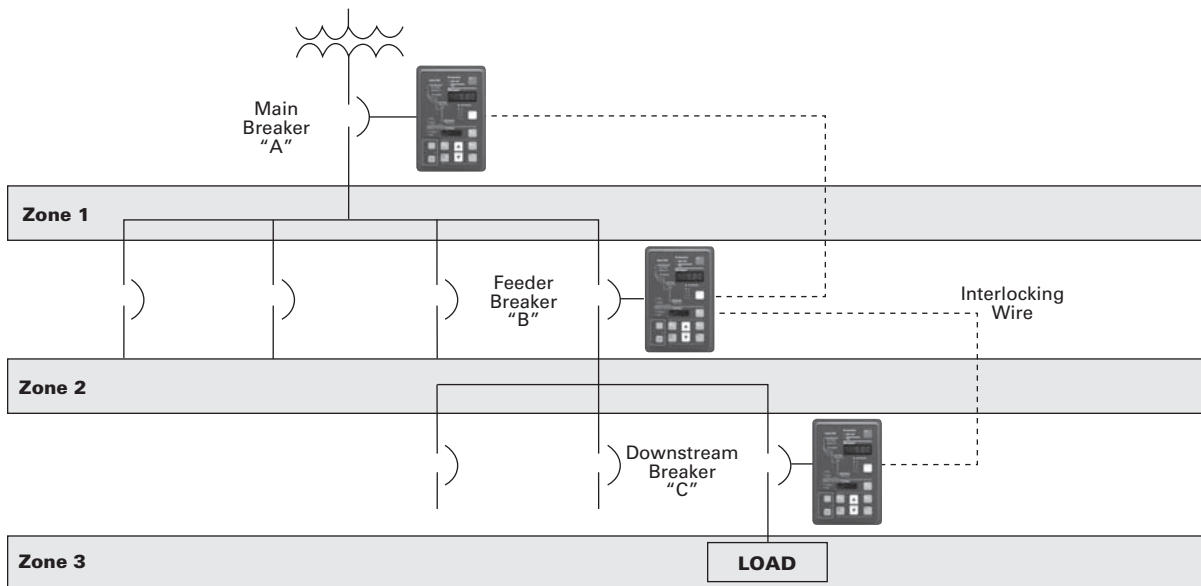 Main
Breaker
“A”
Zone 1
Feeder
Breaker
“B”
Interlocking
Wire
Zone 2
Downstream
Breaker
“C”
Zone 3
LOAD